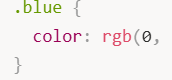 .blue {
color: rgb(0,
}